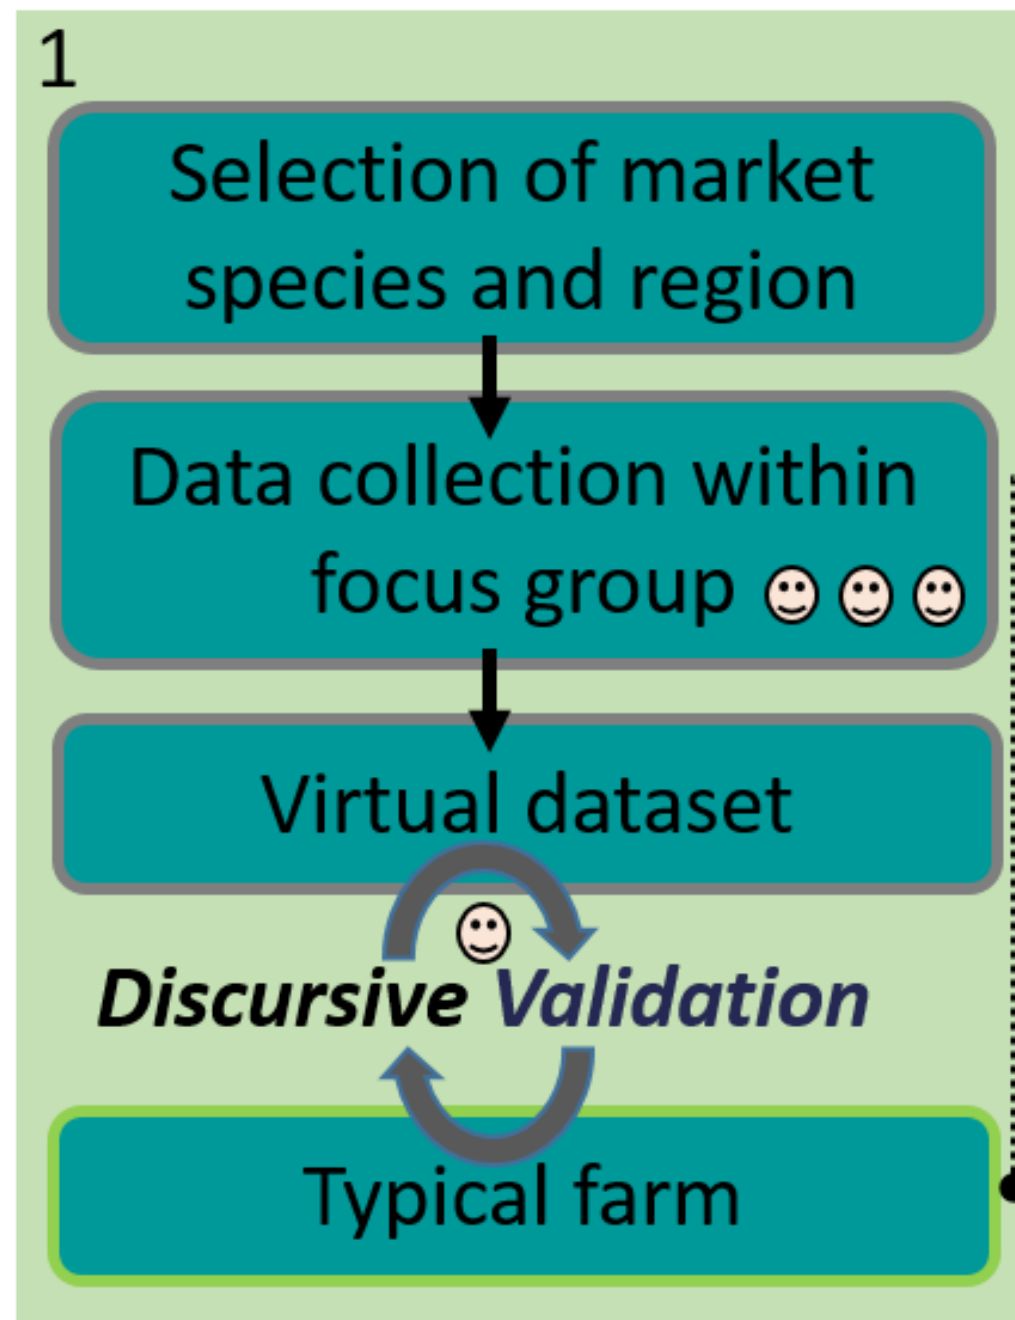 1
Selection of market
species and region
Data collection within
focus group
Virtual dataset
Discursive Validation
Typical farm